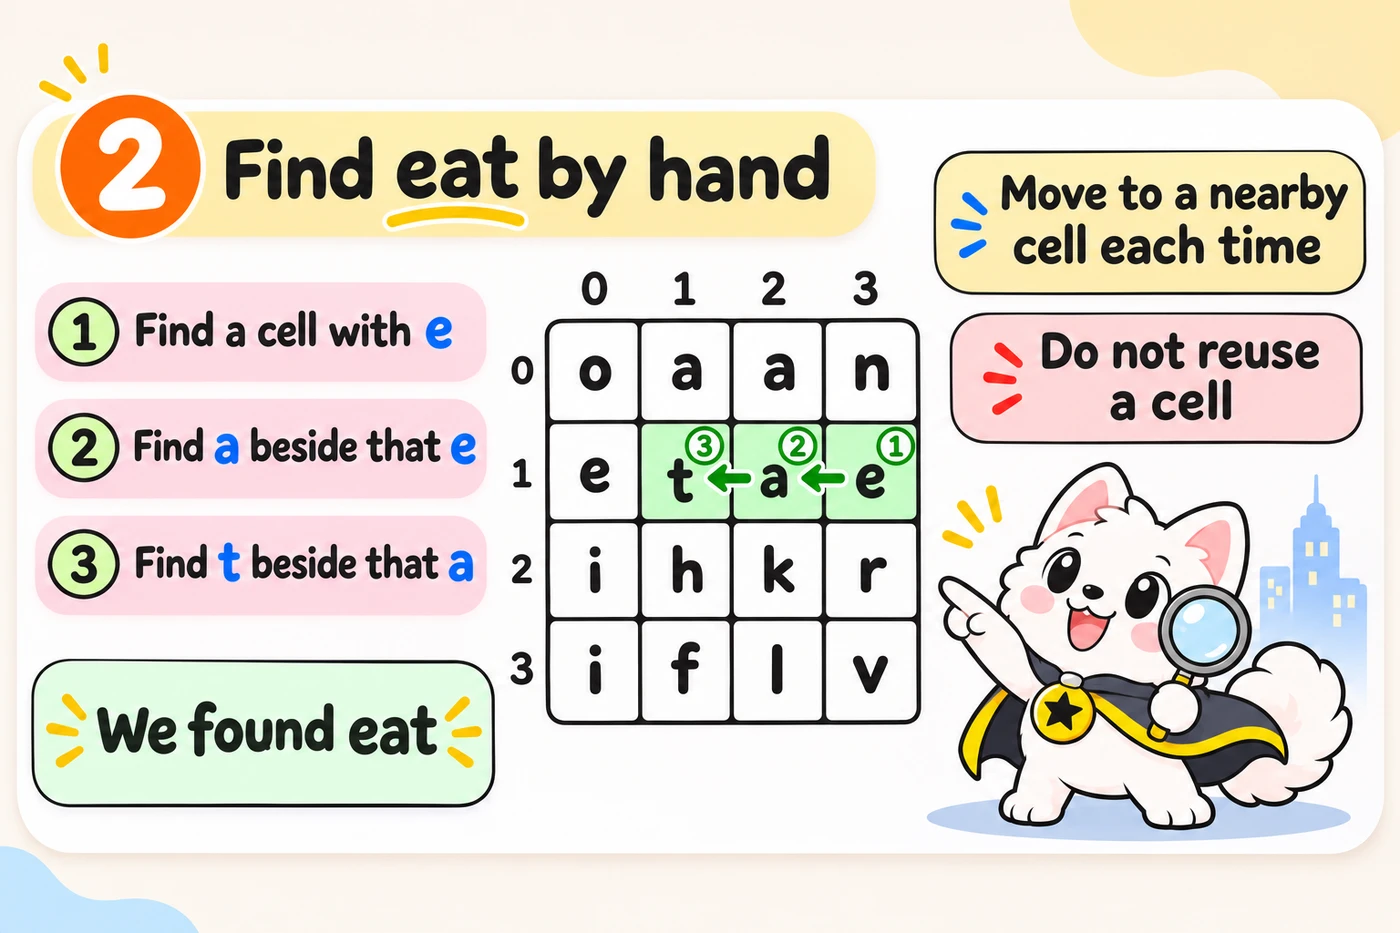 2
Find eat by hand
1 Find a cell with e
2 Find a beside that e
3 Find t beside that a
We found eat
0 1 2 3
0 o a a n
1 e t 3 a 2 e 1
2 i h k r
3 i f l v
Move to a nearby
cell each time
Do not reuse
a cell